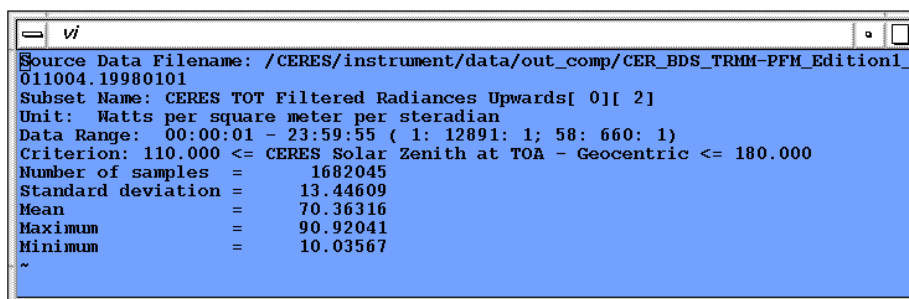 vi
Source Data Filename: /CERES/instrument/data/out_comp/CER_BDS_TRMM-PFM_Edition1_
011004.19980101
Subset Name: CERES TOT Filtered Radiances Upwards[ 0][ 2]
Unit:  Watts per square meter per steradian
Data Range:  00:00:01 - 23:59:55 ( 1: 12891: 1; 58: 660: 1)
Criterion: 110.000 <= CERES Solar Zenith at TOA - Geocentric <= 180.000
Number of samples  =      1682045
Standard deviation =     13.44609
Mean               =     70.36316
Maximum            =     90.92041
Minimum            =     10.03567
~